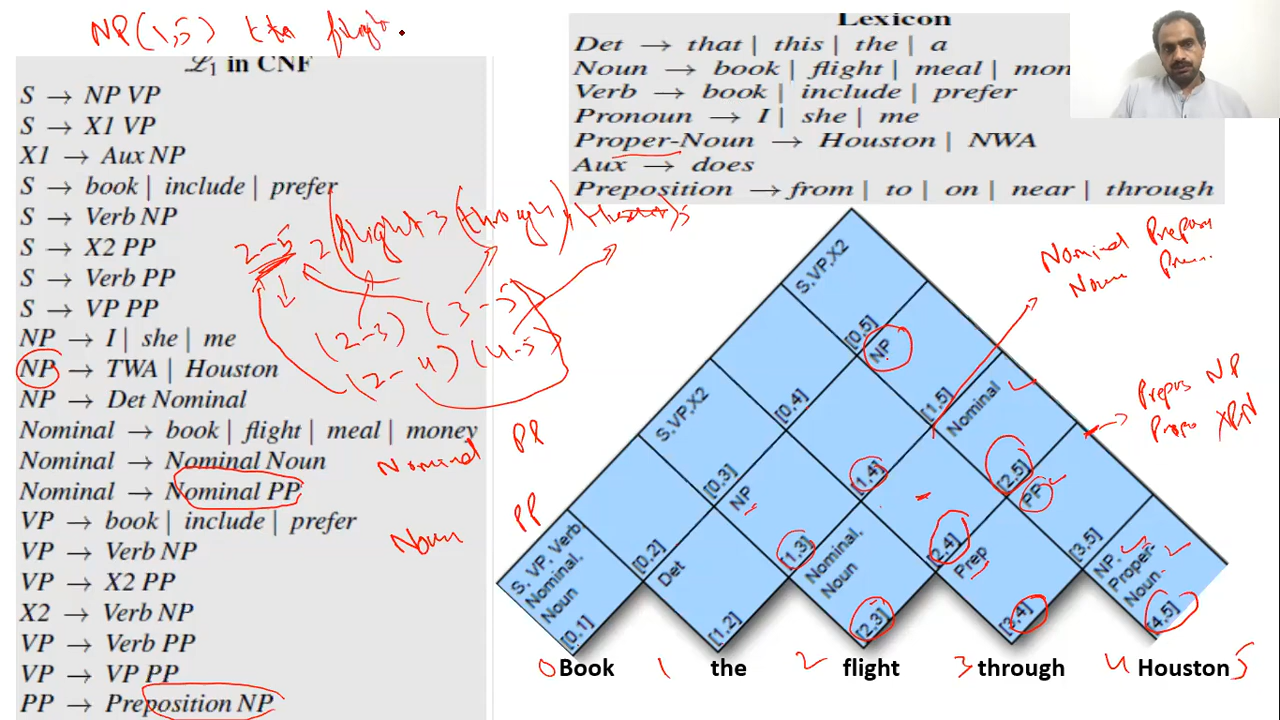 NP(1,5) the flight
ℒ1 in CNF
S → NP VP
S → X1 VP
X1 → Aux NP
S → book | include | prefer
S → Verb NP
S → X2 PP
S → Verb PP
S → VP PP
NP → I | she | me
NP → TWA | Houston
NP → Det Nominal
Nominal → book | flight | meal | money
Nominal → Nominal Noun
Nominal → Nominal PP
VP → book | include | prefer
VP → Verb NP
VP → X2 PP
X2 → Verb NP
VP → Verb PP
VP → VP PP
PP → Preposition NP
2-5 2 (flight 3 (through) 4 Houston) 5
(2-3) (3-5)
(2-4) (4-5)
Nominal PP
Noun PP
Lexicon
Det → that | this | the | a
Noun → book | flight | meal | mon
Verb → book | include | prefer
Pronoun → I | she | me
Proper-Noun → Houston | NWA
Aux → does
Preposition → from | to | on | near | through
Nominal
Noun
Prepos NP
S,VP,X2
[0,5]
NP
[1,5]
Nominal
[2,5]
PP
[3,5]
NP,
Proper-
Noun
[4,5]
[0,4]
[1,4]
[2,4]
Prep
[3,4]
S,VP,X2
[0,3]
NP
[1,3]
Nominal,
Noun
[2,3]
[0,2]
Det
[1,2]
S, VP, Verb
Nominal,
Noun
[0,1]
0 Book 1 the 2 flight 3 through 4 Houston 5